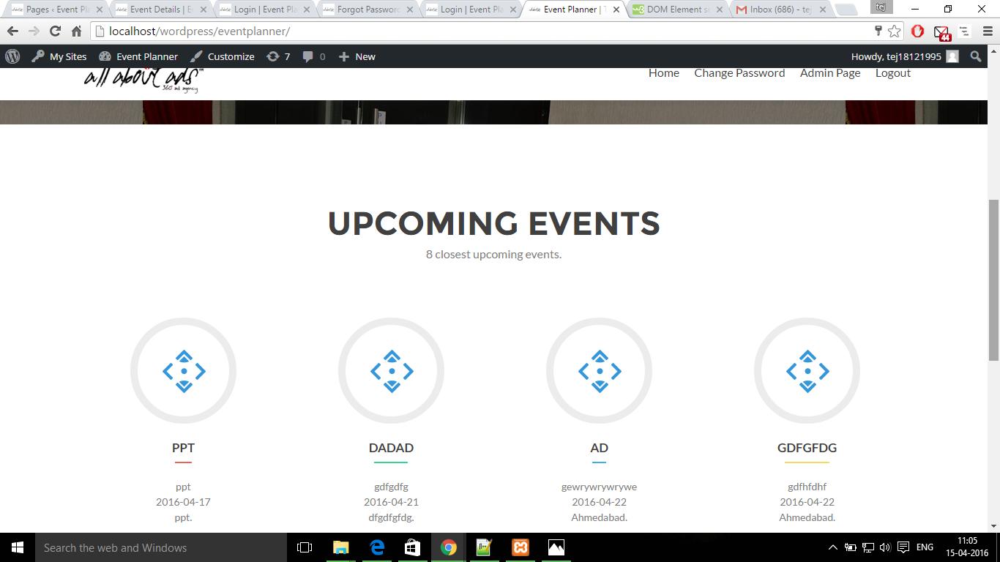 Pages ‹ Event Pla
Event Details | E
Login | Event Pla
Forgot Password
Login | Event Pla
Event Planner | T
DOM Element se
Inbox (686) - tej
tej
localhost/wordpress/eventplanner/
44
My Sites
Event Planner
Customize
7
0
New
Howdy, tej18121995
all about ads™
360° ad agency
Home
Change Password
Admin Page
Logout
UPCOMING EVENTS
8 closest upcoming events.
PPT
ppt
2016-04-17
ppt.
DADAD
gdfgdfg
2016-04-21
dfgdfgfdg.
AD
gewrywrywrywe
2016-04-22
Ahmedabad.
GDFGFDG
gdfhfdhf
2016-04-22
Ahmedabad.
Search the web and Windows
ENG
11:05
15-04-2016